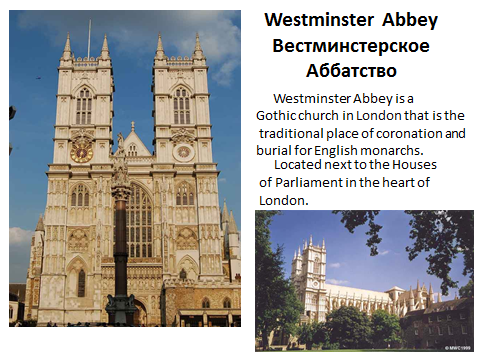 Westminster Abbey
Вестминстерское
Аббатство
Westminster Abbey is a
Gothic church in London that is the
traditional place of coronation and
burial for English monarchs.
Located next to the Houses
of Parliament in the heart of
London.
© MWC1999